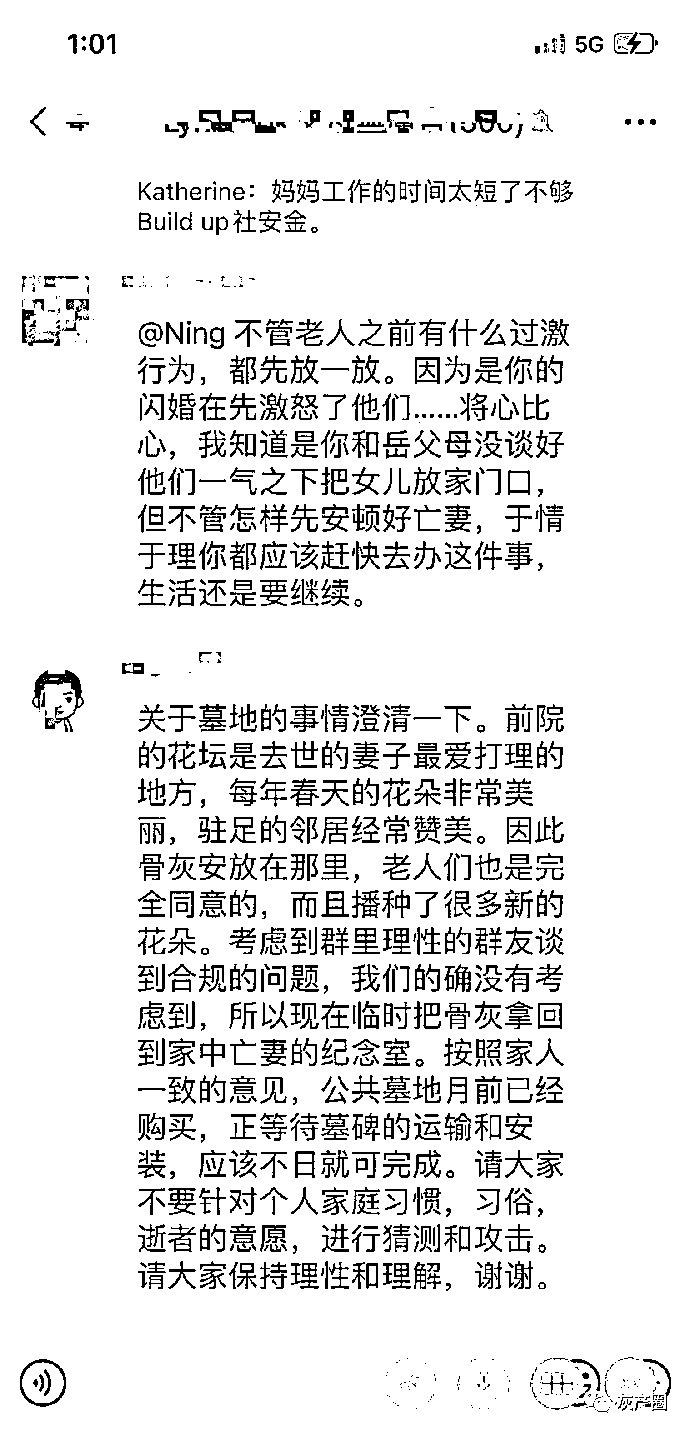 1:01
5G
Katherine：妈妈工作的时间太短了不够
Build up社安金。
@Ning 不管老人之前有什么过激
行为，都先放一放。因为是你的
闪婚在先激怒了他们......将心比
心，我知道是你和岳父母没谈好
他们一气之下把女儿放家门口，
但不管怎样先安顿好亡妻，于情
于理你都应该赶快去办这件事，
生活还是要继续。
关于墓地的事情澄清一下。前院
的花坛是去世的妻子最爱打理的
地方，每年春天的花朵非常美
丽，驻足的邻居经常赞美。因此
骨灰安放在那里，老人们也是完
全同意的，而且播种了很多新的
花朵。考虑到群里理性的群友谈
到合规的问题，我们的确没有考
虑到，所以现在临时把骨灰拿回
到家中亡妻的纪念室。按照家人
一致的意见，公共墓地月前已经
购买，正等待墓碑的运输和安
装，应该不日就可完成。请大家
不要针对个人家庭习惯，习俗，
逝者的意愿，进行猜测和攻击。
请大家保持理性和理解，谢谢。
灰产圈